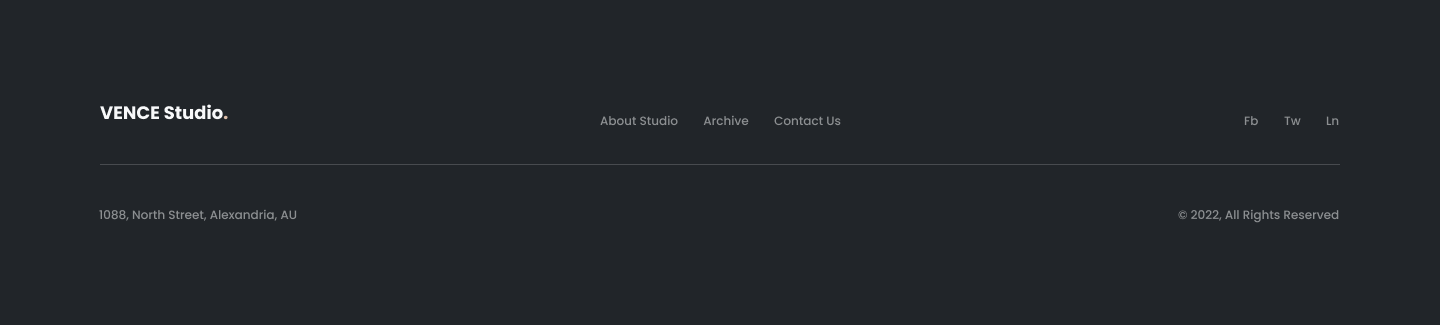 VENCE Studio.
About Studio Archive Contact Us
Fb Tw Ln
1088, North Street, Alexandria, AU
© 2022, All Rights Reserved